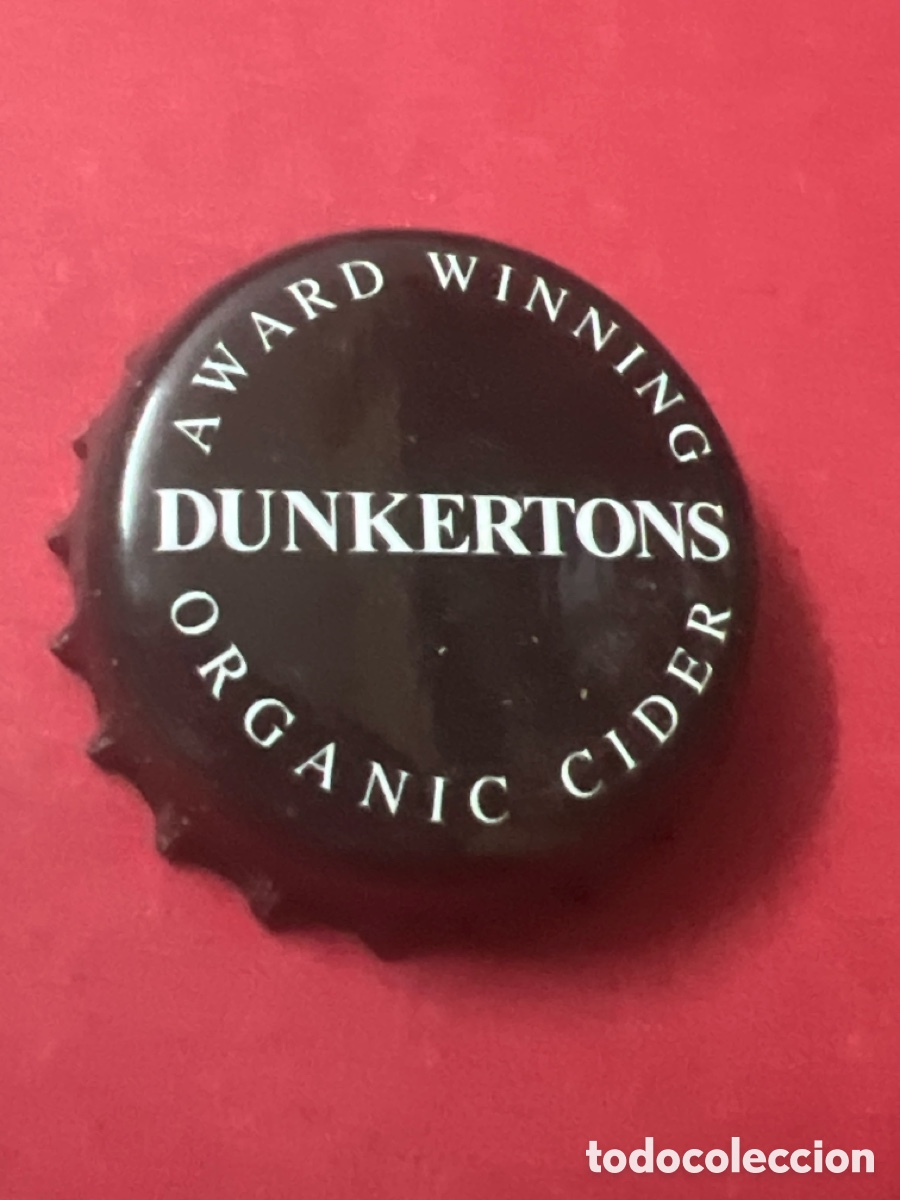 AWARD WINNING
DUNKERTONS
ORGANIC CIDER
todocoleccion